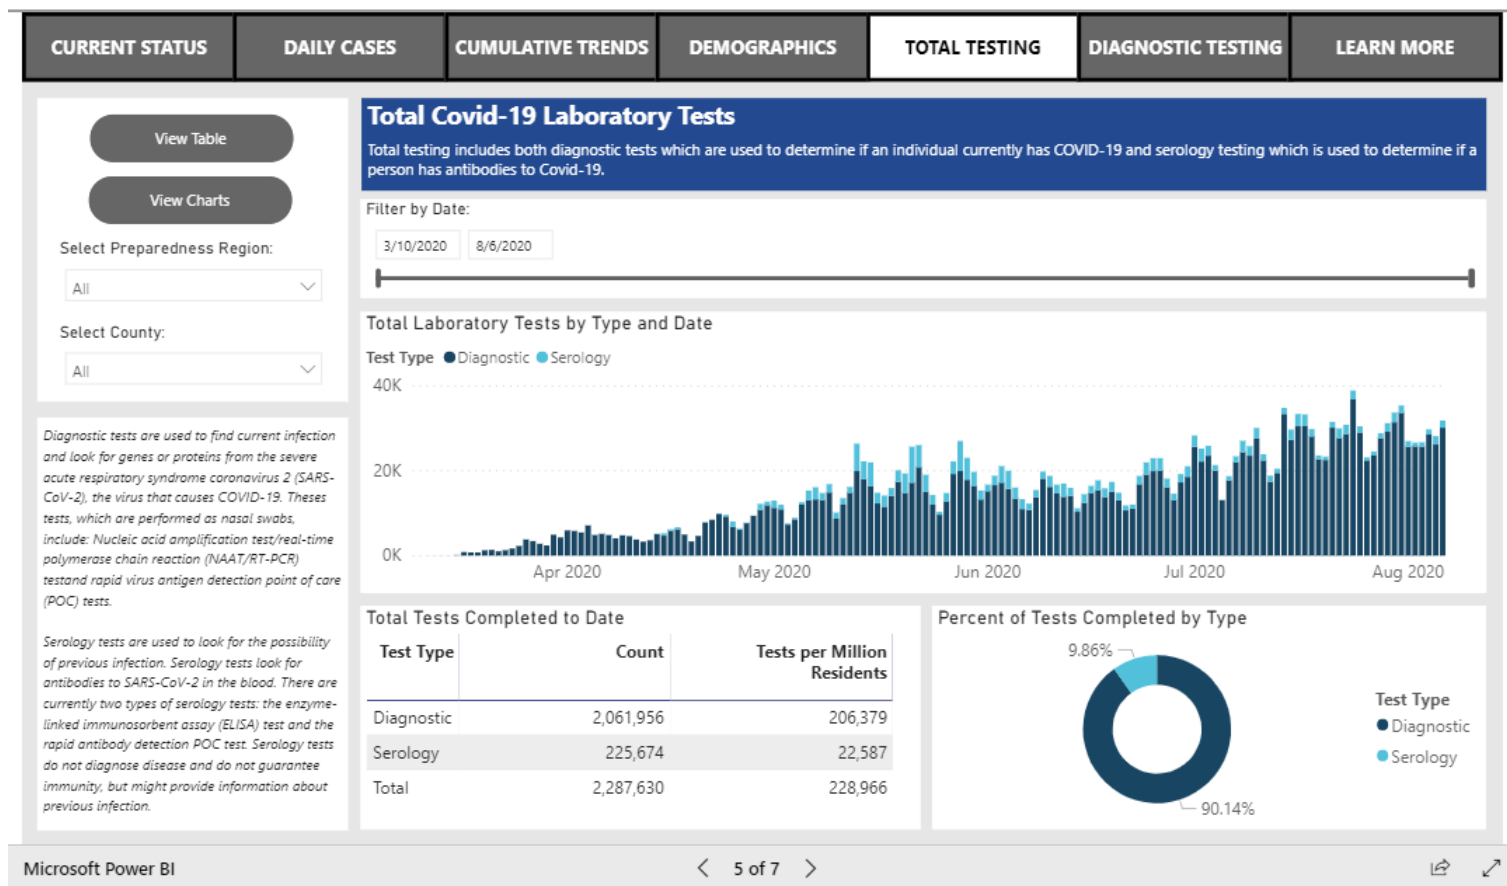 CURRENT STATUS
DAILY CASES
CUMULATIVE TRENDS
DEMOGRAPHICS
TOTAL TESTING
DIAGNOSTIC TESTING
LEARN MORE
View Table
View Charts
Select Preparedness Region:
All
Select County:
All
Diagnostic tests are used to find current infection
and look for genes or proteins from the severe
acute respiratory syndrome coronavirus 2 (SARS-
CoV-2), the virus that causes COVID-19. Theses
tests, which are performed as nasal swabs,
include: Nucleic acid amplification test/real-time
polymerase chain reaction (NAAT/RT-PCR)
testand rapid virus antigen detection point of care
(POC) tests.
Serology tests are used to look for the possibility
of previous infection. Serology tests look for
antibodies to SARS-CoV-2 in the blood. There are
currently two types of serology tests: the enzyme-
linked immunosorbent assay (ELISA) test and the
rapid antibody detection POC test. Serology tests
do not diagnose disease and do not guarantee
immunity, but might provide information about
previous infection.
Total Covid-19 Laboratory Tests
Total testing includes both diagnostic tests which are used to determine if an individual currently has COVID-19 and serology testing which is used to determine if a
person has antibodies to Covid-19.
Filter by Date:
3/10/2020 8/6/2020
Total Laboratory Tests by Type and Date
Test Type Diagnostic Serology
40K
20K
0K
Apr 2020 May 2020 Jun 2020 Jul 2020 Aug 2020
Total Tests Completed to Date
Test Type Count Tests per Million
Residents
Diagnostic 2,061,956 206,379
Serology 225,674 22,587
Total 2,287,630 228,966
Percent of Tests Completed by Type
9.86%
90.14%
Test Type
Diagnostic
Serology
Microsoft Power BI
5 of 7